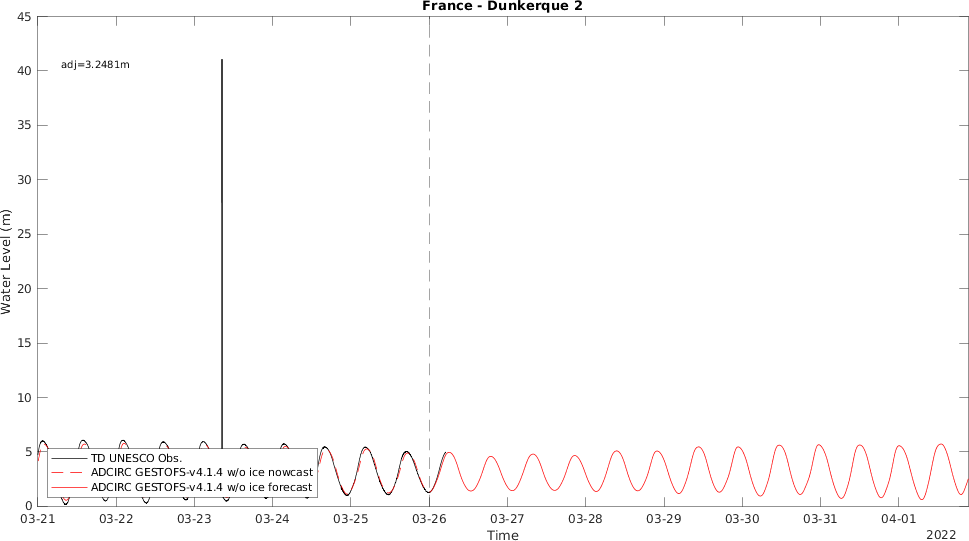 France - Dunkerque 2
adj=3.2481m
Water Level (m)
45
40
35
30
25
20
15
10
5
0
TD UNESCO Obs.
ADCIRC GESTOFS-v4.1.4 w/o ice nowcast
ADCIRC GESTOFS-v4.1.4 w/o ice forecast
03-21 03-22 03-23 03-24 03-25 03-26 03-27 03-28 03-29 03-30 03-31 04-01
Time
2022